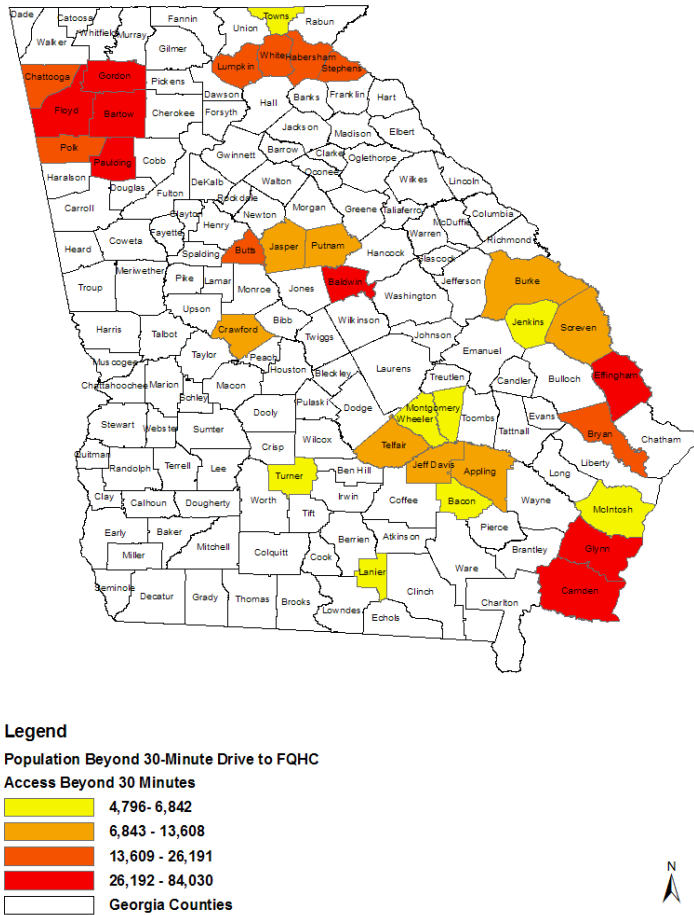 Dade
Catoosa
Whitfield
Murray
Fannin
Union
Towns
Rabun
Walker
Gilmer
White
Habersham
Lumpkin
Stephens
Chattooga
Gordon
Pickens
Dawson
Banks
Franklin
Hart
Hall
Floyd
Bartow
Cherokee
Forsyth
Jackson
Madison
Elbert
Polk
Paulding
Cobb
Gwinnett
Barrow
Clarke
Oglethorpe
Oconee
Haralson
Douglas
DeKalb
Walton
Wilkes
Lincoln
Fulton
Rockdale
Morgan
Carroll
Clayton
Newton
Greene
Taliaferro
McDuffie
Columbia
Henry
Fayette
Warren
Richmond
Heard
Coweta
Spalding
Butts
Jasper
Putnam
Hancock
Glascock
Meriwether
Troup
Pike
Lamar
Monroe
Jones
Baldwin
Washington
Jefferson
Burke
Upson
Jenkins
Screven
Harris
Talbot
Crawford
Bibb
Wilkinson
Johnson
Twiggs
Emanuel
Taylor
Peach
Muscogee
Houston
Bleckley
Laurens
Treutlen
Candler
Bulloch
Effingham
Chattahoochee
Marion
Macon
Schley
Pulaski
Dodge
Montgomery
Wheeler
Toombs
Evans
Dooly
Stewart
Webster
Sumter
Wilcox
Telfair
Tattnall
Bryan
Chatham
Crisp
Quitman
Randolph
Terrell
Lee
Turner
Ben Hill
Jeff Davis
Appling
Liberty
Long
Clay
Calhoun
Dougherty
Worth
Irwin
Coffee
Bacon
Wayne
McIntosh
Tift
Early
Baker
Mitchell
Berrien
Atkinson
Pierce
Brantley
Glynn
Miller
Colquitt
Cook
Lanier
Ware
Clinch
Camden
Seminole
Decatur
Grady
Thomas
Brooks
Lowndes
Echols
Charlton
Legend
Population Beyond 30-Minute Drive to FQHC
Access Beyond 30 Minutes
4,796- 6,842
6,843 - 13,608
13,609 - 26,191
26,192 - 84,030
Georgia Counties
N